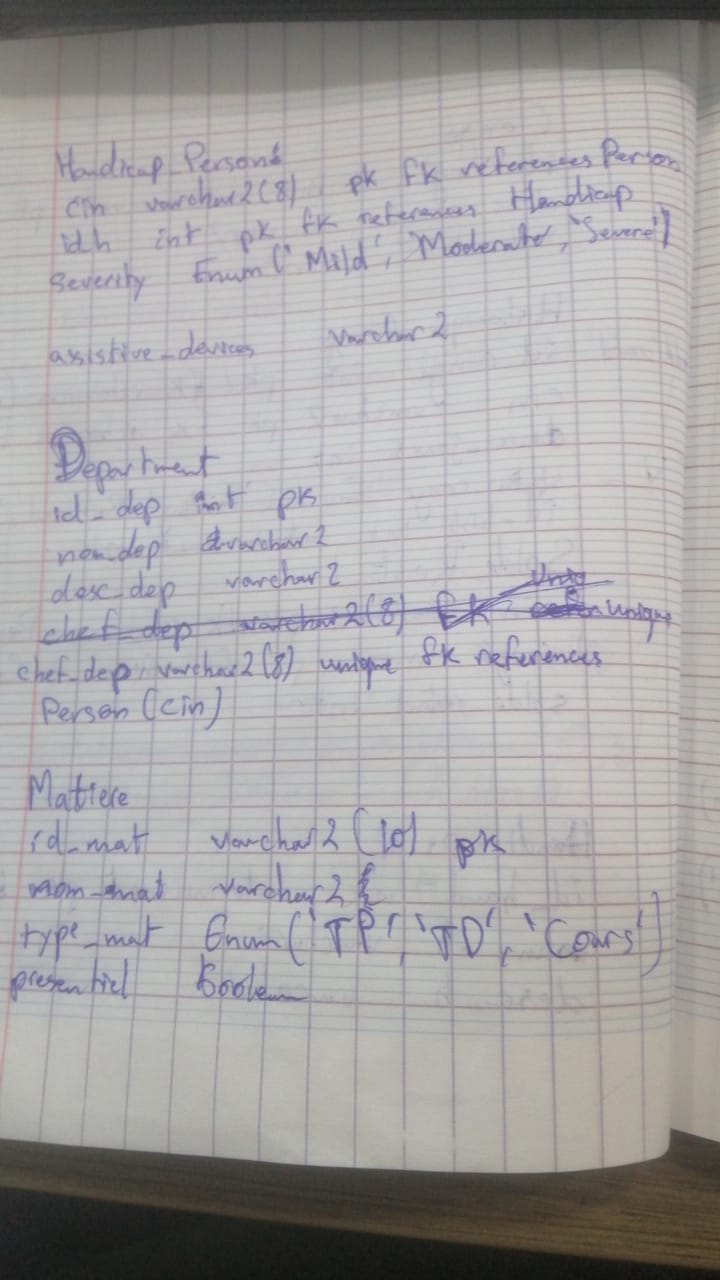 Handicap_Person
cin varchar2(8), pk fk references Person
idh int pk fk references Handicap
severity Enum('Mild', 'Moderate', 'Severe')
assistive_devices varchar2
Department
id_dep int pk
nom_dep varchar2
desc_dep varchar2
chef_dep varchar2(8) fk unique
chef_dep, varchar2(8) unique fk references
Person (cin)
Matiere
id_mat varchar2 (10) pk
nom_mat varchar2
type_mat Enum('TP', 'TD', 'Cours')
presentiel Boolean